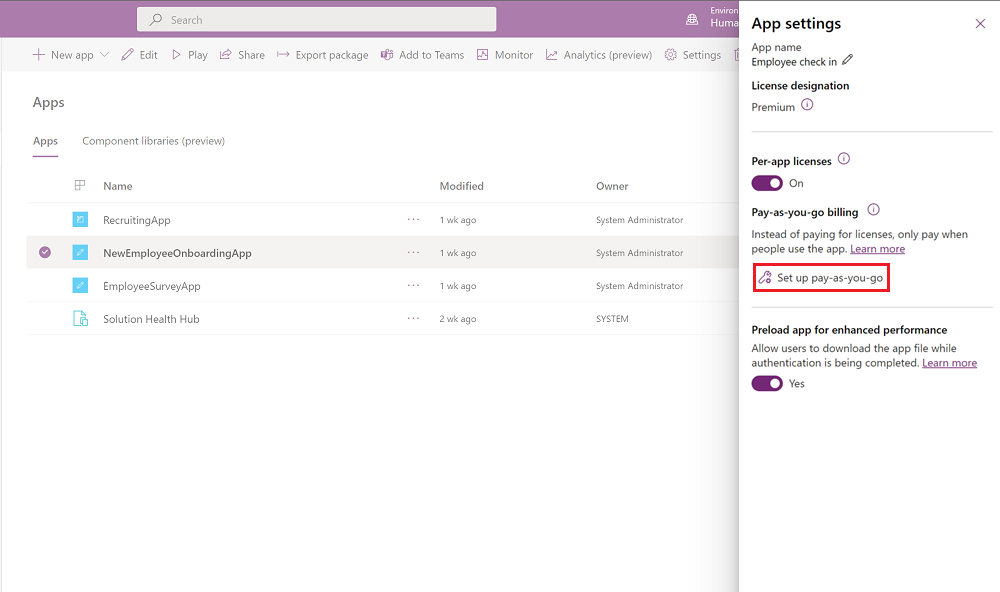 Search
Environ
Huma
New app
Edit
Play
Share
Export package
Add to Teams
Monitor
Analytics (preview)
Settings
Apps
Apps
Component libraries (preview)
Name
Modified
Owner
RecruitingApp
...
1 wk ago
System Administrator
NewEmployeeOnboardingApp
...
1 wk ago
System Administrator
EmployeeSurveyApp
...
1 wk ago
System Administrator
Solution Health Hub
...
2 wk ago
SYSTEM
App settings
App name
Employee check in
License designation
Premium
Per-app licenses
On
Pay-as-you-go billing
Instead of paying for licenses, only pay when
people use the app. Learn more
Set up pay-as-you-go
Preload app for enhanced performance
Allow users to download the app file while
authentication is being completed. Learn more
Yes